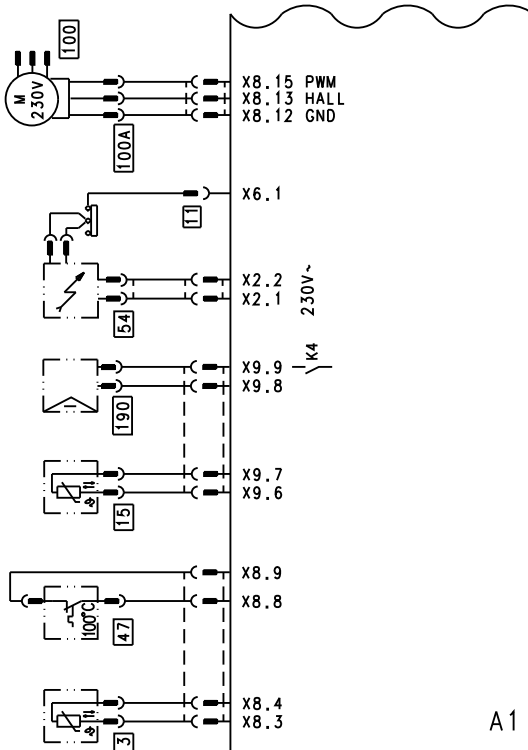 100
M
230V
X8.15 PWM
X8.13 HALL
X8.12 GND
100A
X6.1
11
X2.2
X2.1
230V~
54
X9.9
K4
X9.8
190
X9.7
X9.6
15
X8.9
X8.8
100°C
47
X8.4
X8.3
3
A1